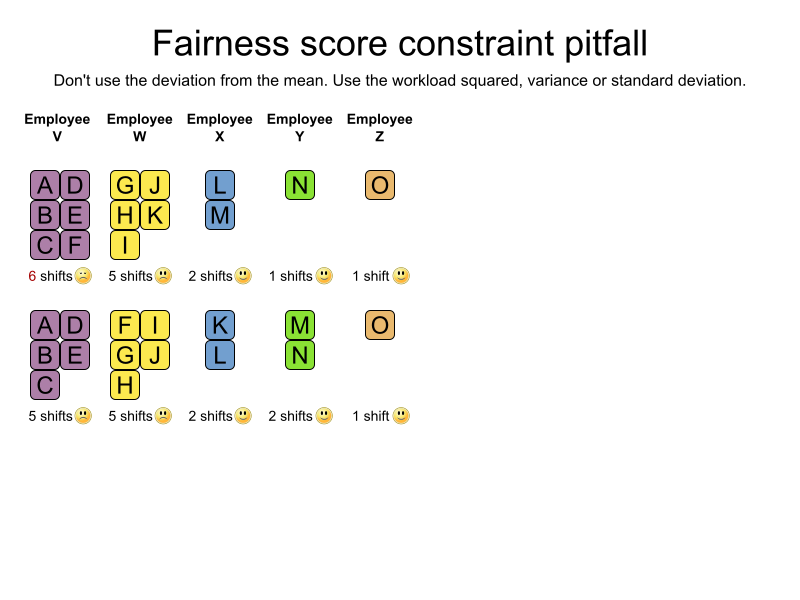 Fairness score constraint pitfall
Don't use the deviation from the mean. Use the workload squared, variance or standard deviation.
Employee Employee Employee Employee Employee
V W X Y Z
A D G J L N O
B E H K M
C F I
6 shifts 5 shifts 2 shifts 1 shifts 1 shift
A D F I K M O
B E G J L N
C H
5 shifts 5 shifts 2 shifts 2 shifts 1 shift